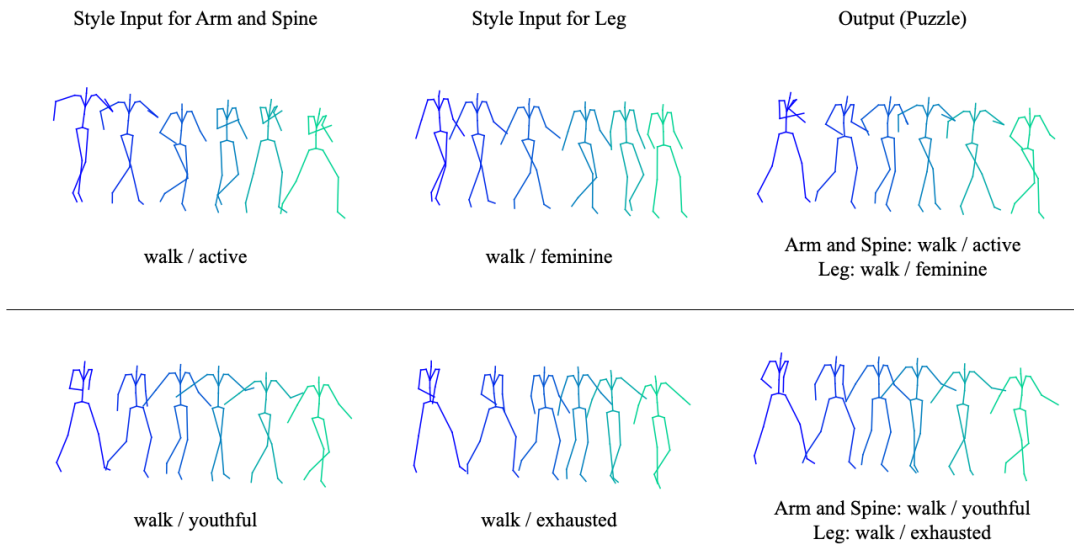 Style Input for Arm and Spine
Style Input for Leg
Output (Puzzle)
walk / active
walk / feminine
Arm and Spine: walk / active
Leg: walk / feminine
walk / youthful
walk / exhausted
Arm and Spine: walk / youthful
Leg: walk / exhausted